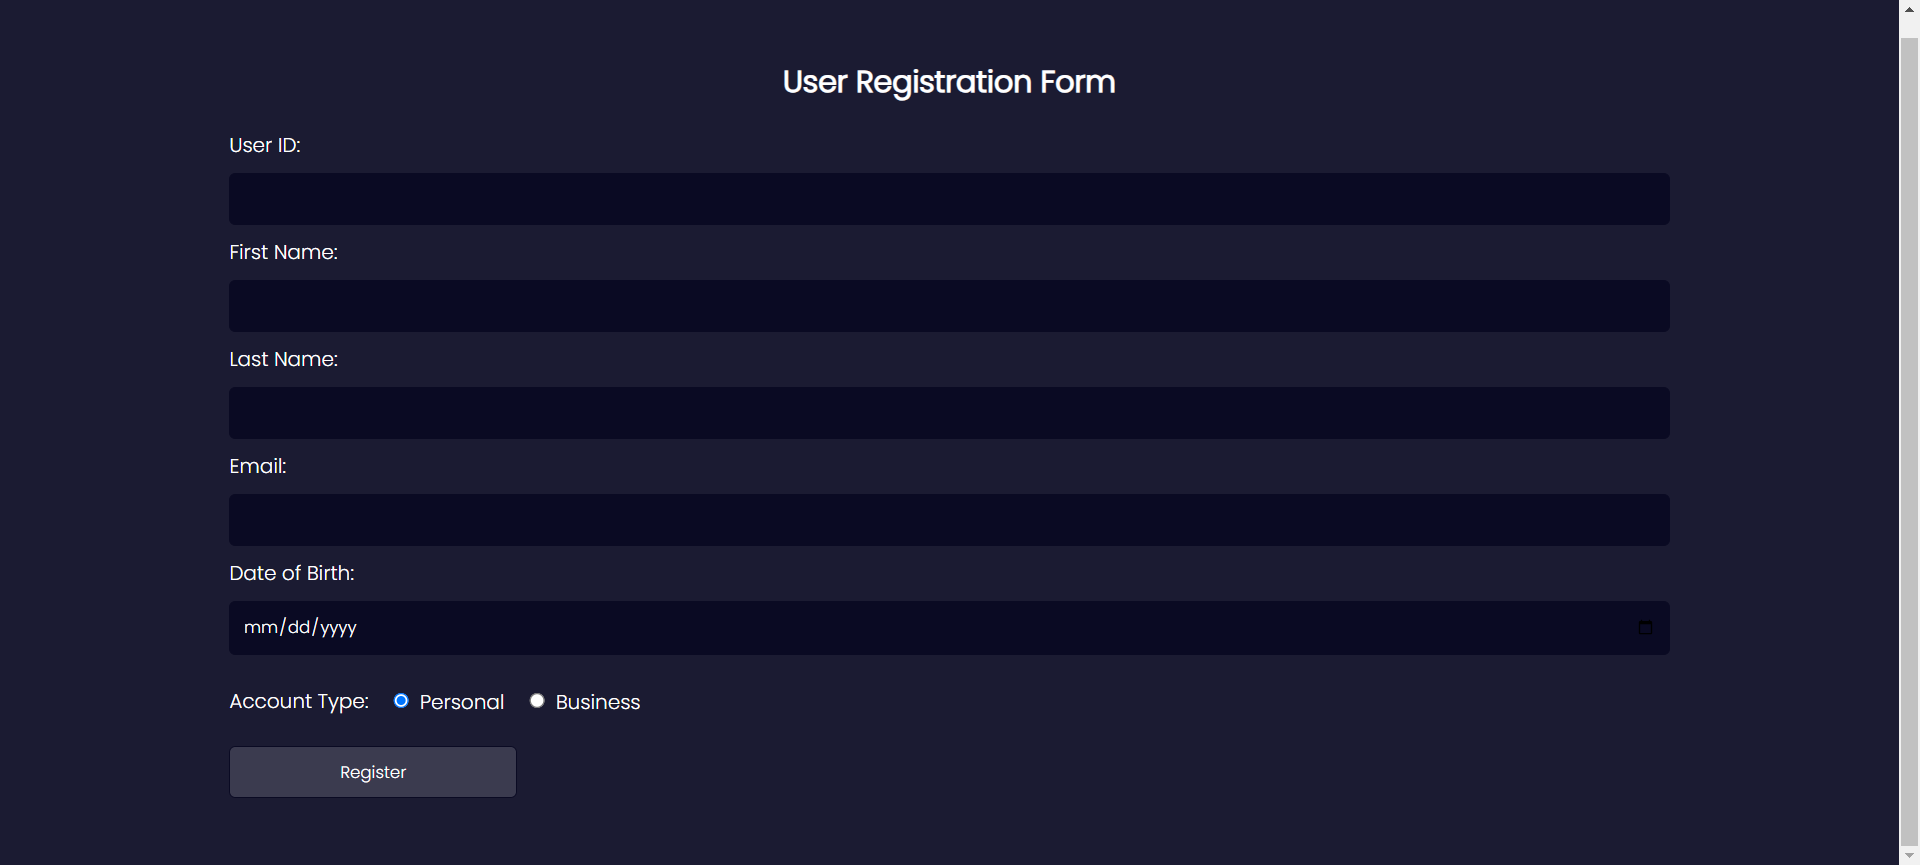 User Registration Form
User ID:
First Name:
Last Name:
Email:
Date of Birth:
mm/dd/yyyy
Account Type: Personal Business
Register